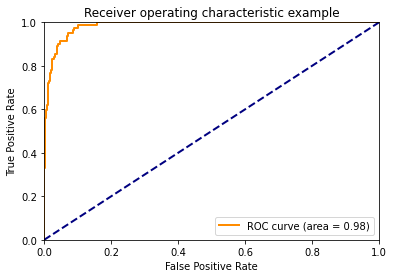 Receiver operating characteristic example
True Positive Rate
1.0
0.8
0.6
0.4
0.2
0.0
ROC curve (area = 0.98)
0.0 0.2 0.4 0.6 0.8 1.0
False Positive Rate